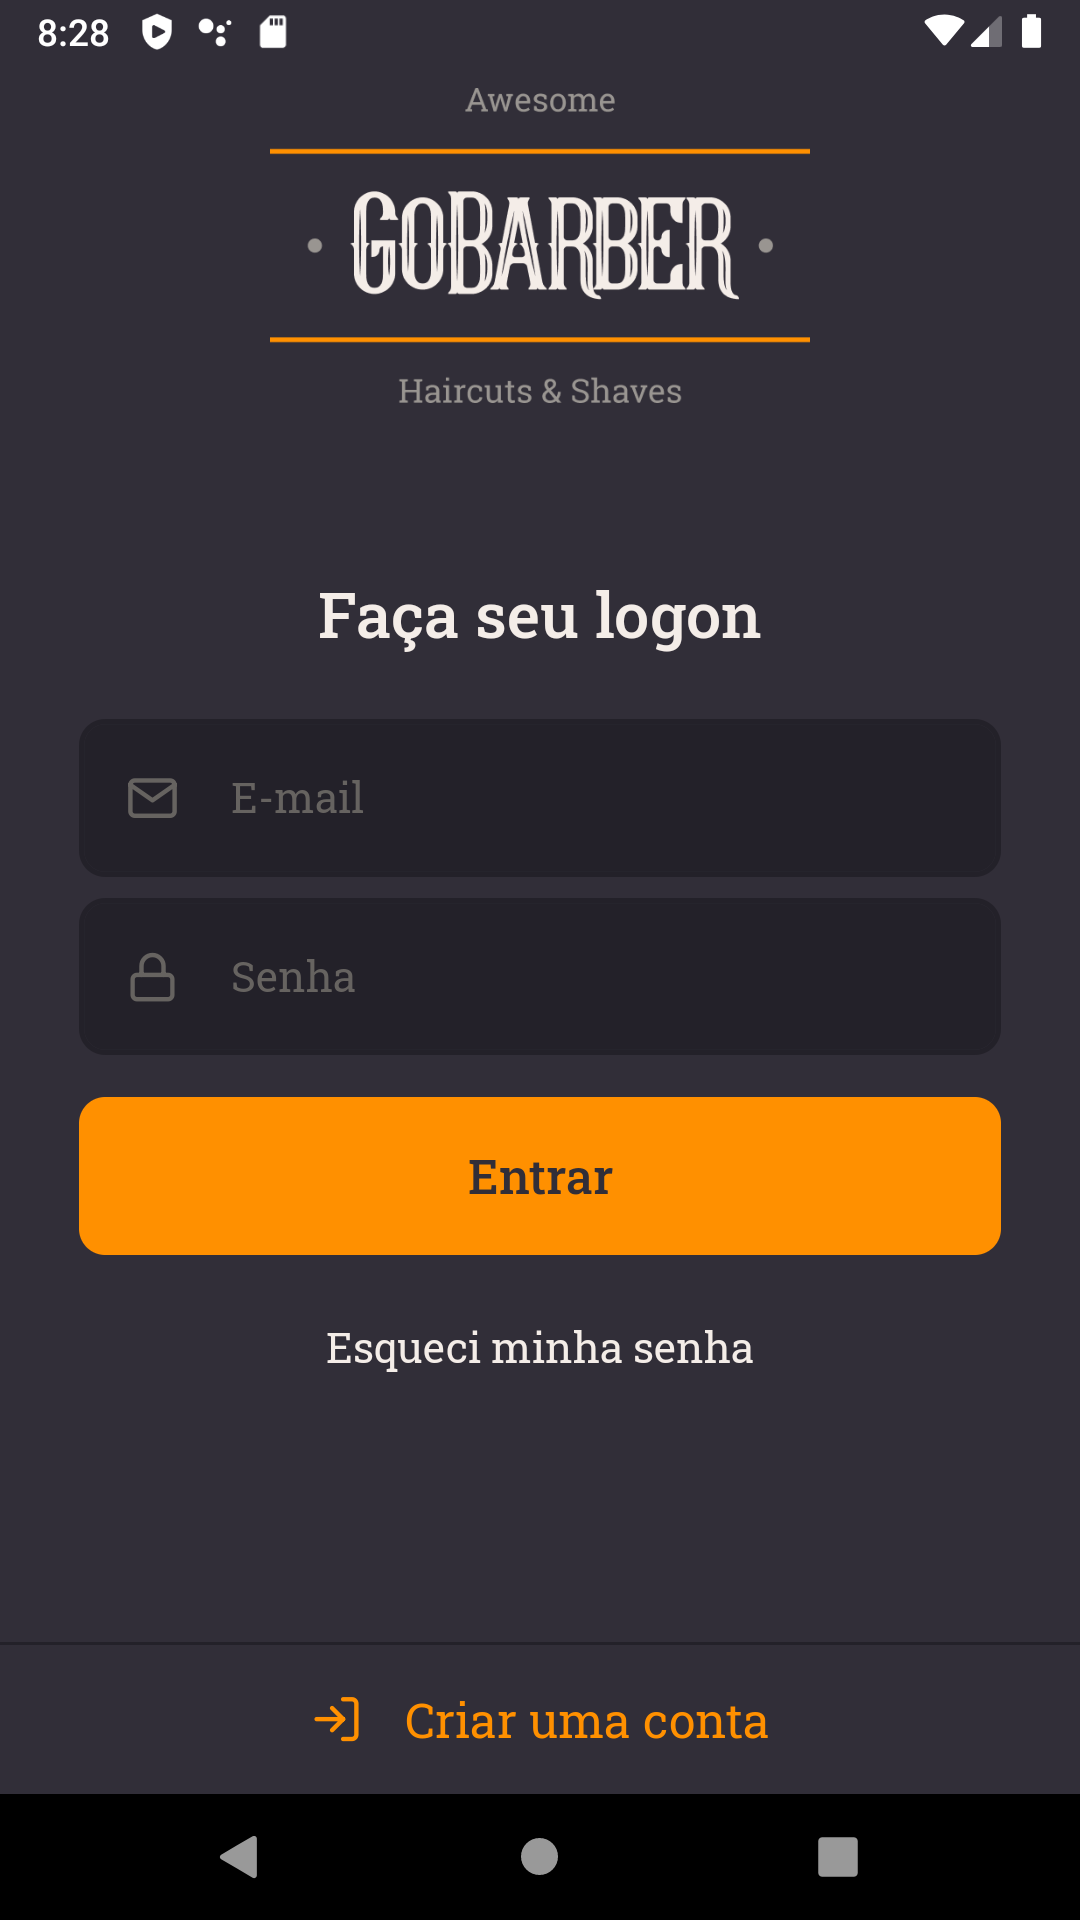 8:28
Awesome
GOBARBER
Haircuts & Shaves
Faça seu logon
E-mail
Senha
Entrar
Esqueci minha senha
Criar uma conta